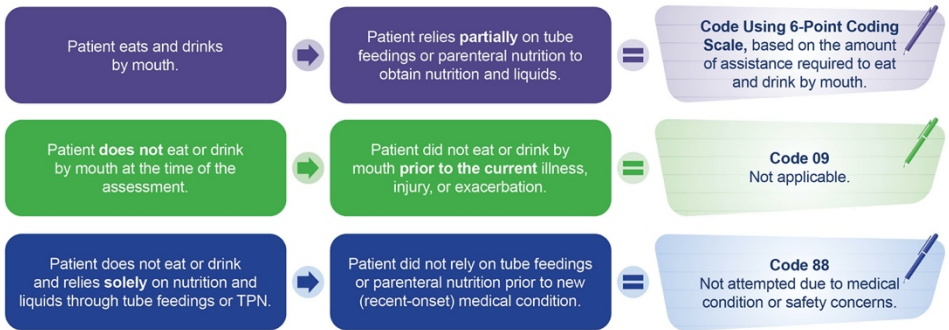 Patient eats and drinks
by mouth.
Patient relies partially on tube
feedings or parenteral nutrition to
obtain nutrition and liquids.
Code Using 6-Point Coding
Scale, based on the amount
of assistance required to eat
and drink by mouth.
Patient does not eat or drink
by mouth at the time of the
assessment.
Patient did not eat or drink by
mouth prior to the current illness,
injury, or exacerbation.
Code 09
Not applicable.
Patient does not eat or drink
and relies solely on nutrition and
liquids through tube feedings or TPN.
Patient did not rely on tube feedings
or parenteral nutrition prior to new
(recent-onset) medical condition.
Code 88
Not attempted due to medical
condition or safety concerns.